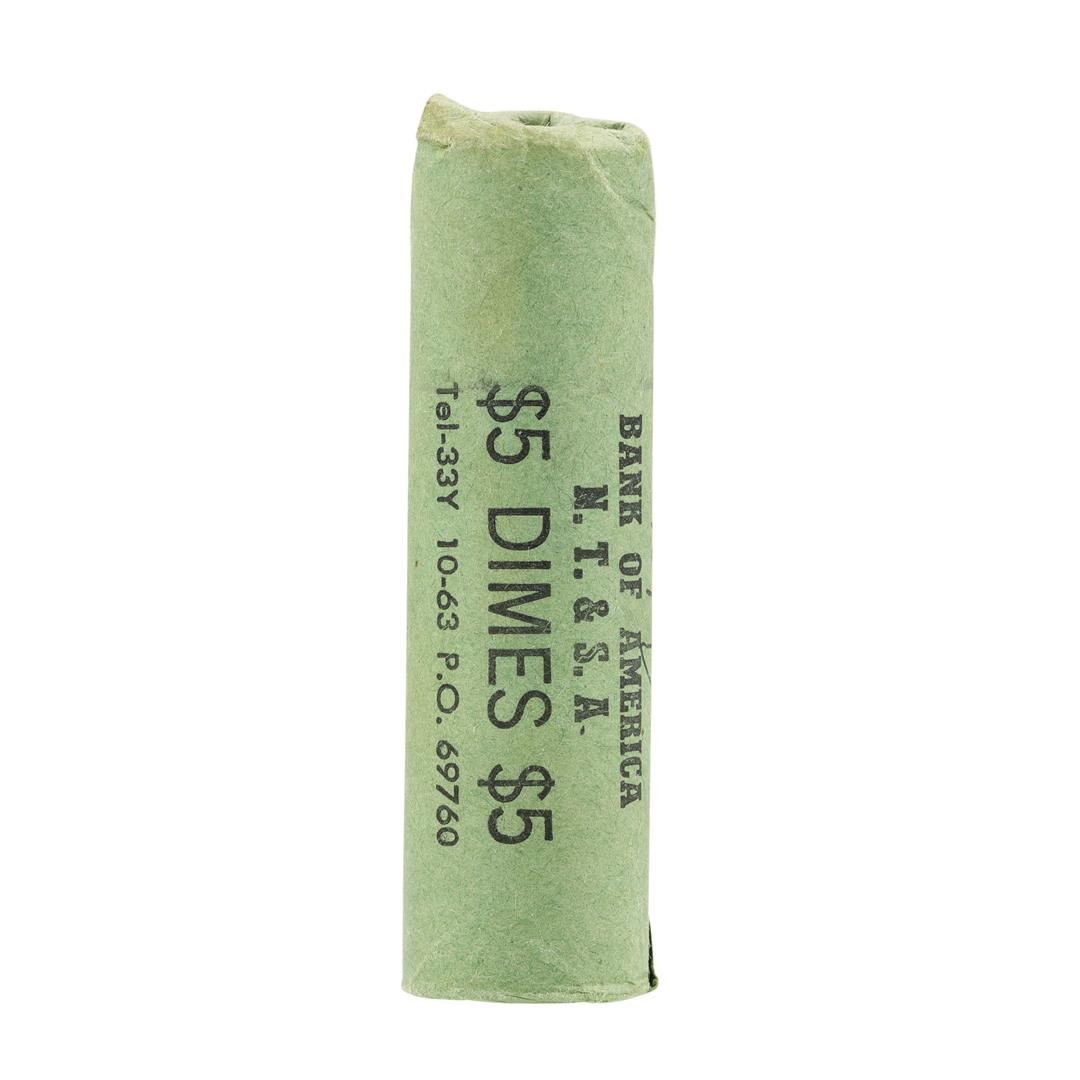 BANK OF AMERICA
N. T. & S. A.
$5 DIMES $5
Tel-33Y 10-63 P.O. 69760